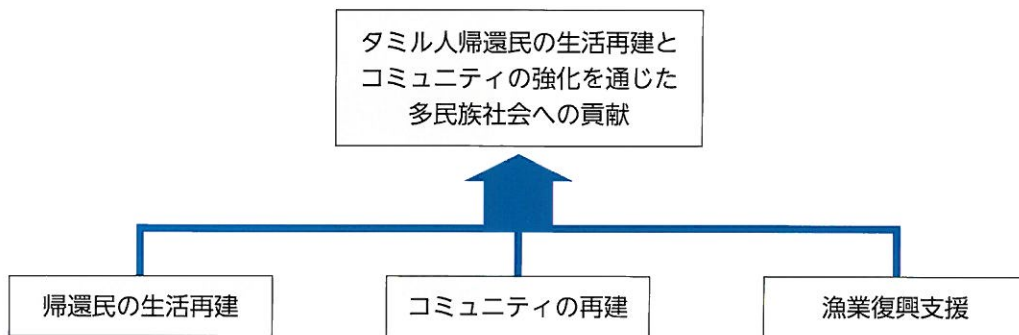 タミル人帰還民の生活再建と
コミュニティの強化を通じた
多民族社会への貢献
帰還民の生活再建
コミュニティの再建
漁業復興支援